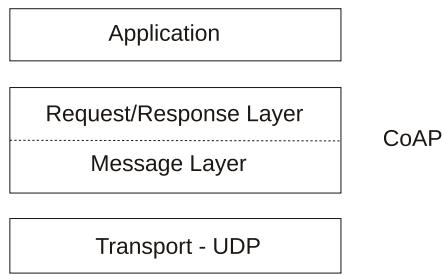 Application
Request/Response Layer
CoAP
Message Layer
Transport - UDP